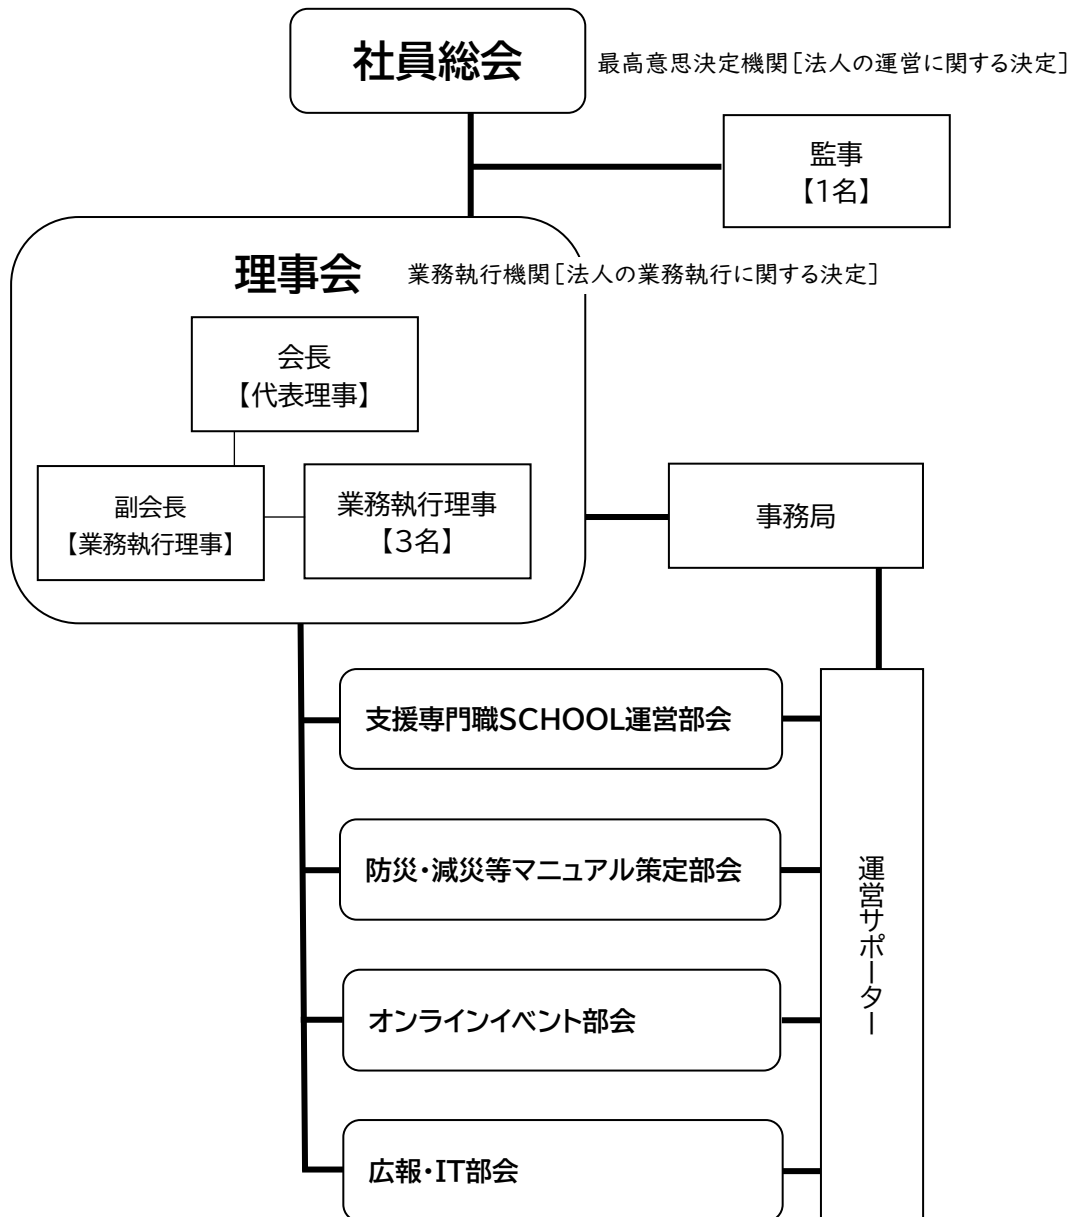 社員総会
最高意思決定機関［法人の運営に関する決定］
監事
【1名】
理事会
業務執行機関［法人の業務執行に関する決定］
会長
【代表理事】
副会長
【業務執行理事】
業務執行理事
【3名】
事務局
支援専門職SCHOOL運営部会
防災・減災等マニュアル策定部会
オンラインイベント部会
広報・IT部会
運営サポーター